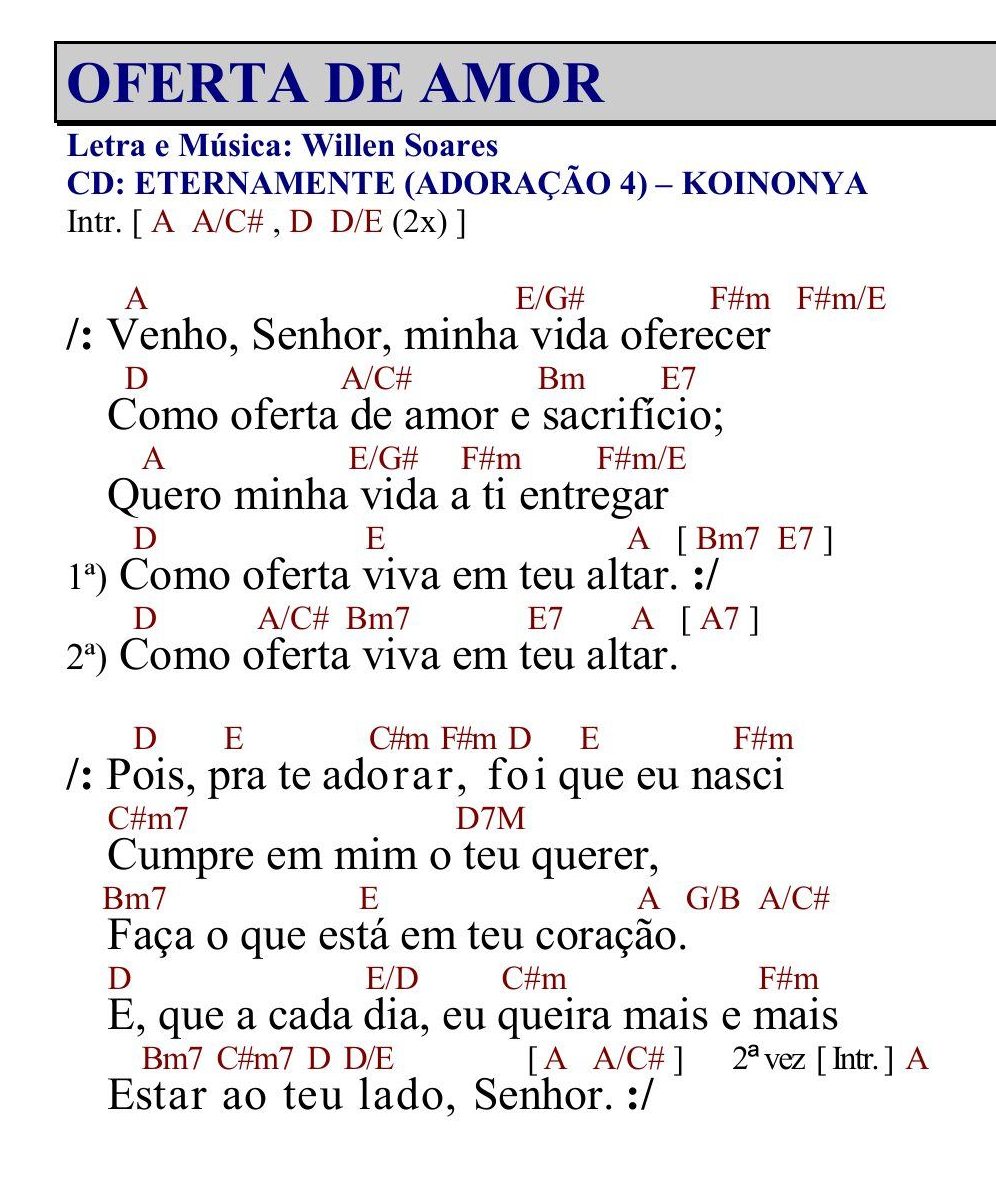 OFERTA DE AMOR
Letra e Música: Willen Soares
CD: ETERNAMENTE (ADORAÇÃO 4) – KOINONYA
Intr. [ A A/C# , D D/E (2x) ]
A E/G# F#m F#m/E
/: Venho, Senhor, minha vida oferecer
D A/C# Bm E7
Como oferta de amor e sacrifício;
A E/G# F#m F#m/E
Quero minha vida a ti entregar
D E A [ Bm7 E7 ]
1ª) Como oferta viva em teu altar. :/
D A/C# Bm7 E7 A [ A7 ]
2ª) Como oferta viva em teu altar.
D E C#m F#m D E F#m
/: Pois, pra te adorar, foi que eu nasci
C#m7 D7M
Cumpre em mim o teu querer,
Bm7 E A G/B A/C#
Faça o que está em teu coração.
D E/D C#m F#m
E, que a cada dia, eu queira mais e mais
Bm7 C#m7 D D/E [ A A/C# ] 2ª vez [ Intr. ] A
Estar ao teu lado, Senhor. :/